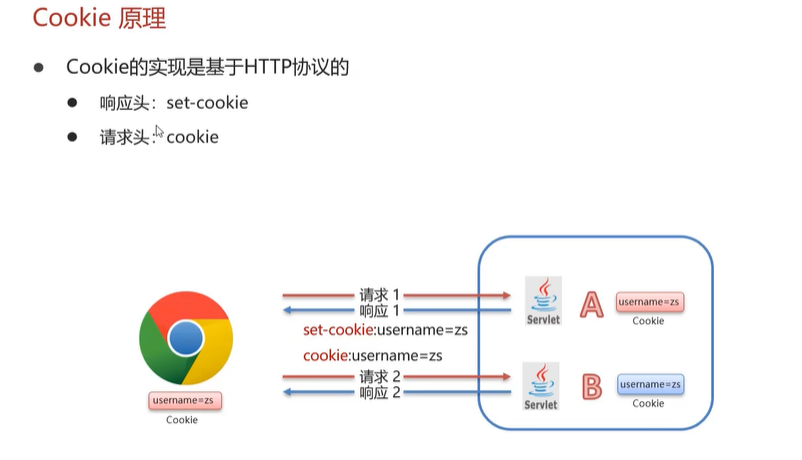 Cookie 原理
Cookie的实现是基于HTTP协议的
响应头：set-cookie
请求头：cookie
请求 1
响应 1
set-cookie:username=zs
cookie:username=zs
请求 2
响应 2
username=zs
Cookie
Servlet
A
username=zs
Cookie
Servlet
B
username=zs
Cookie